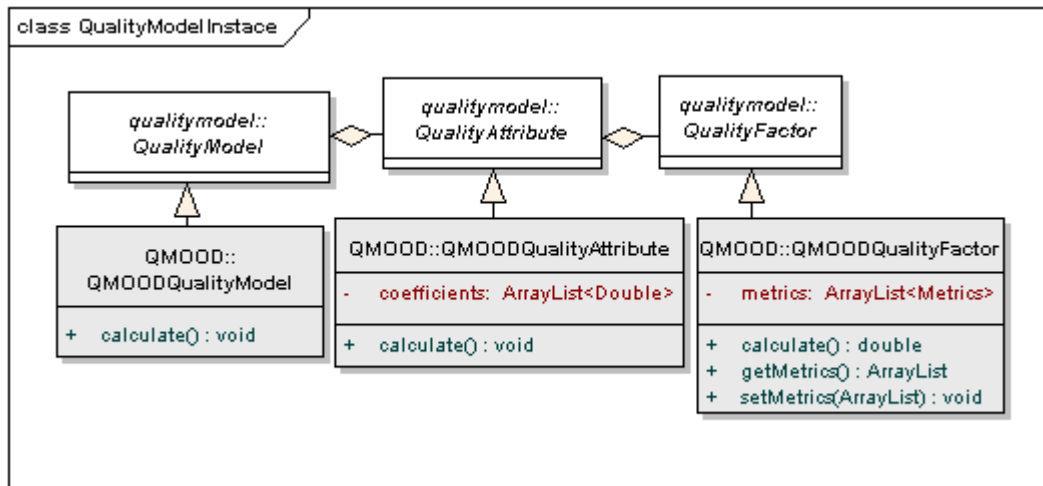 class QualityModelInstace
qualitymodel::
QualityModel
qualitymodel::
QualityAttribute
qualitymodel::
QualityFactor
QMOOD::
QMOODQualityModel
+ calculate() : void
QMOOD::QMOODQualityAttribute
- coefficients: ArrayList<Double>
+ calculate() : void
QMOOD::QMOODQualityFactor
- metrics: ArrayList<Metrics>
+ calculate() : double
+ getMetrics() : ArrayList
+ setMetrics(ArrayList) : void